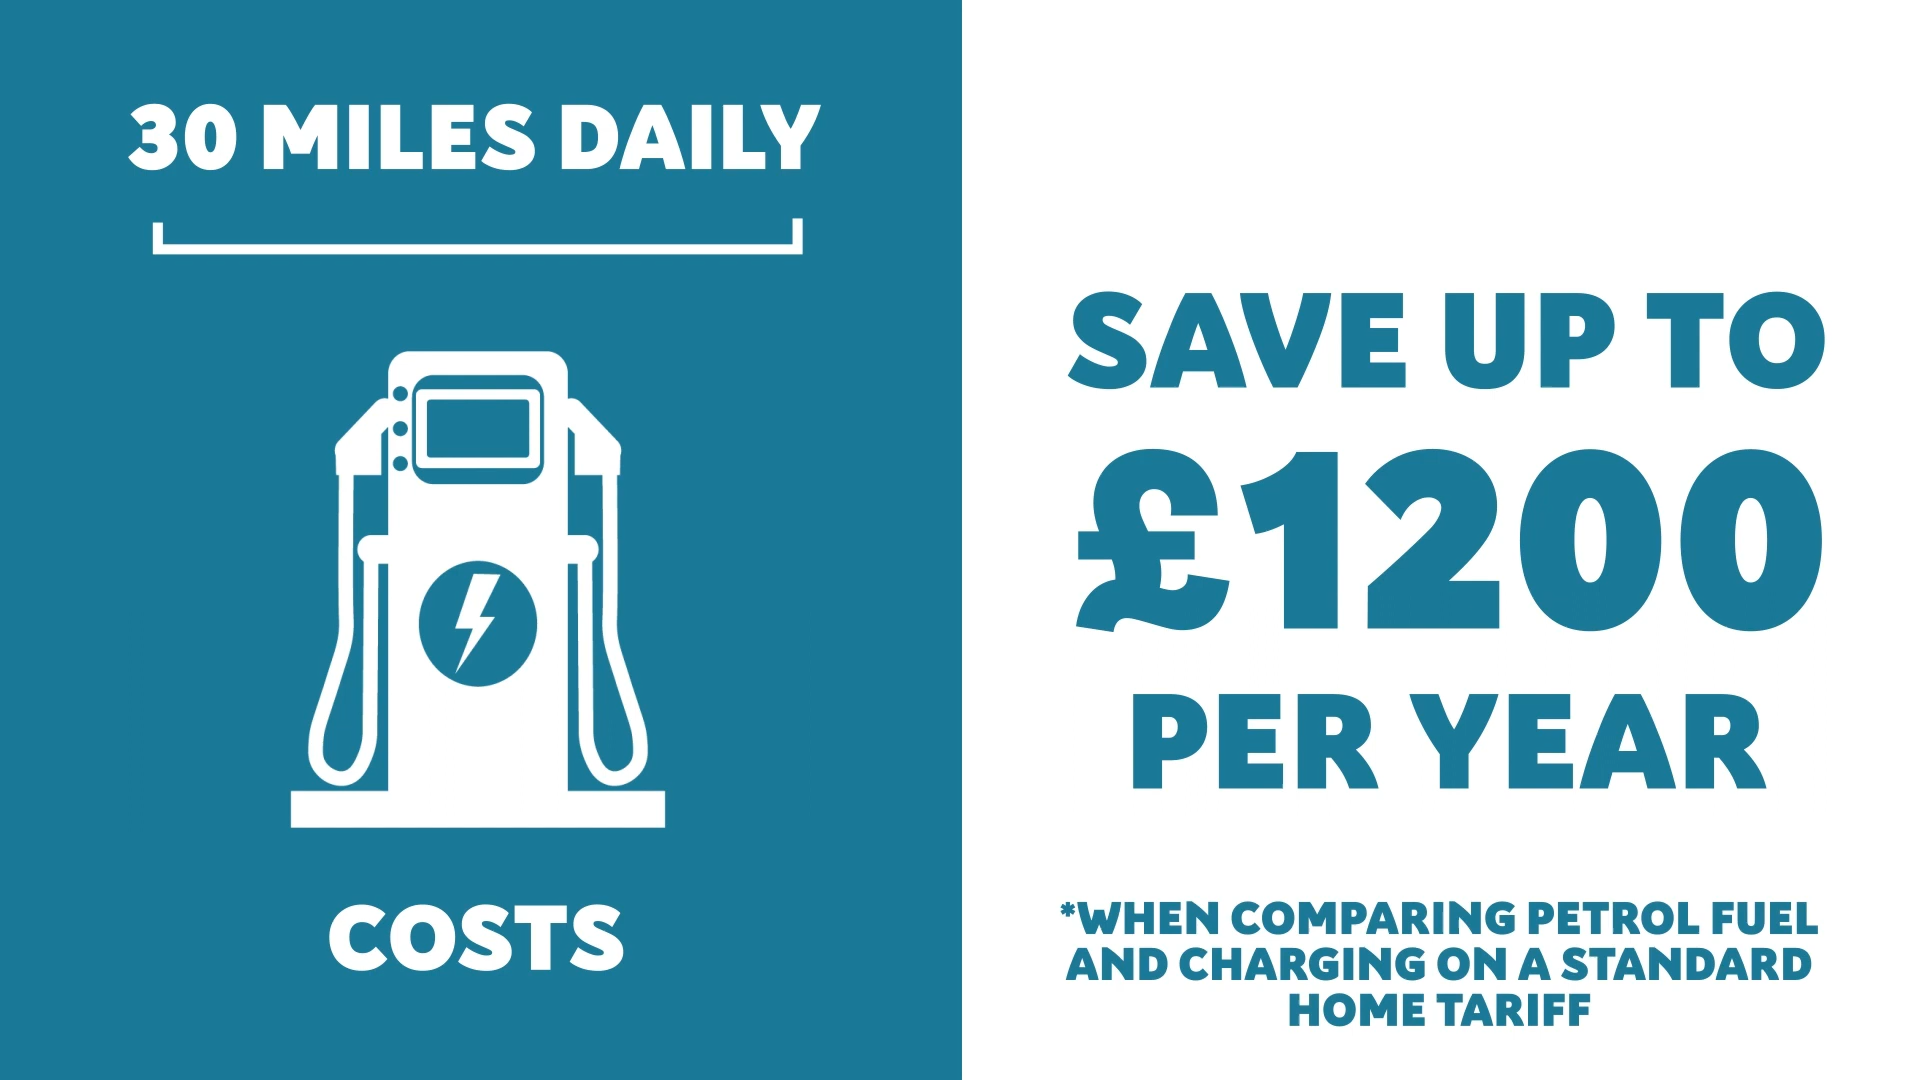 30 MILES DAILY
COSTS
SAVE UP TO
£1200
PER YEAR
*WHEN COMPARING PETROL FUEL
AND CHARGING ON A STANDARD
HOME TARIFF